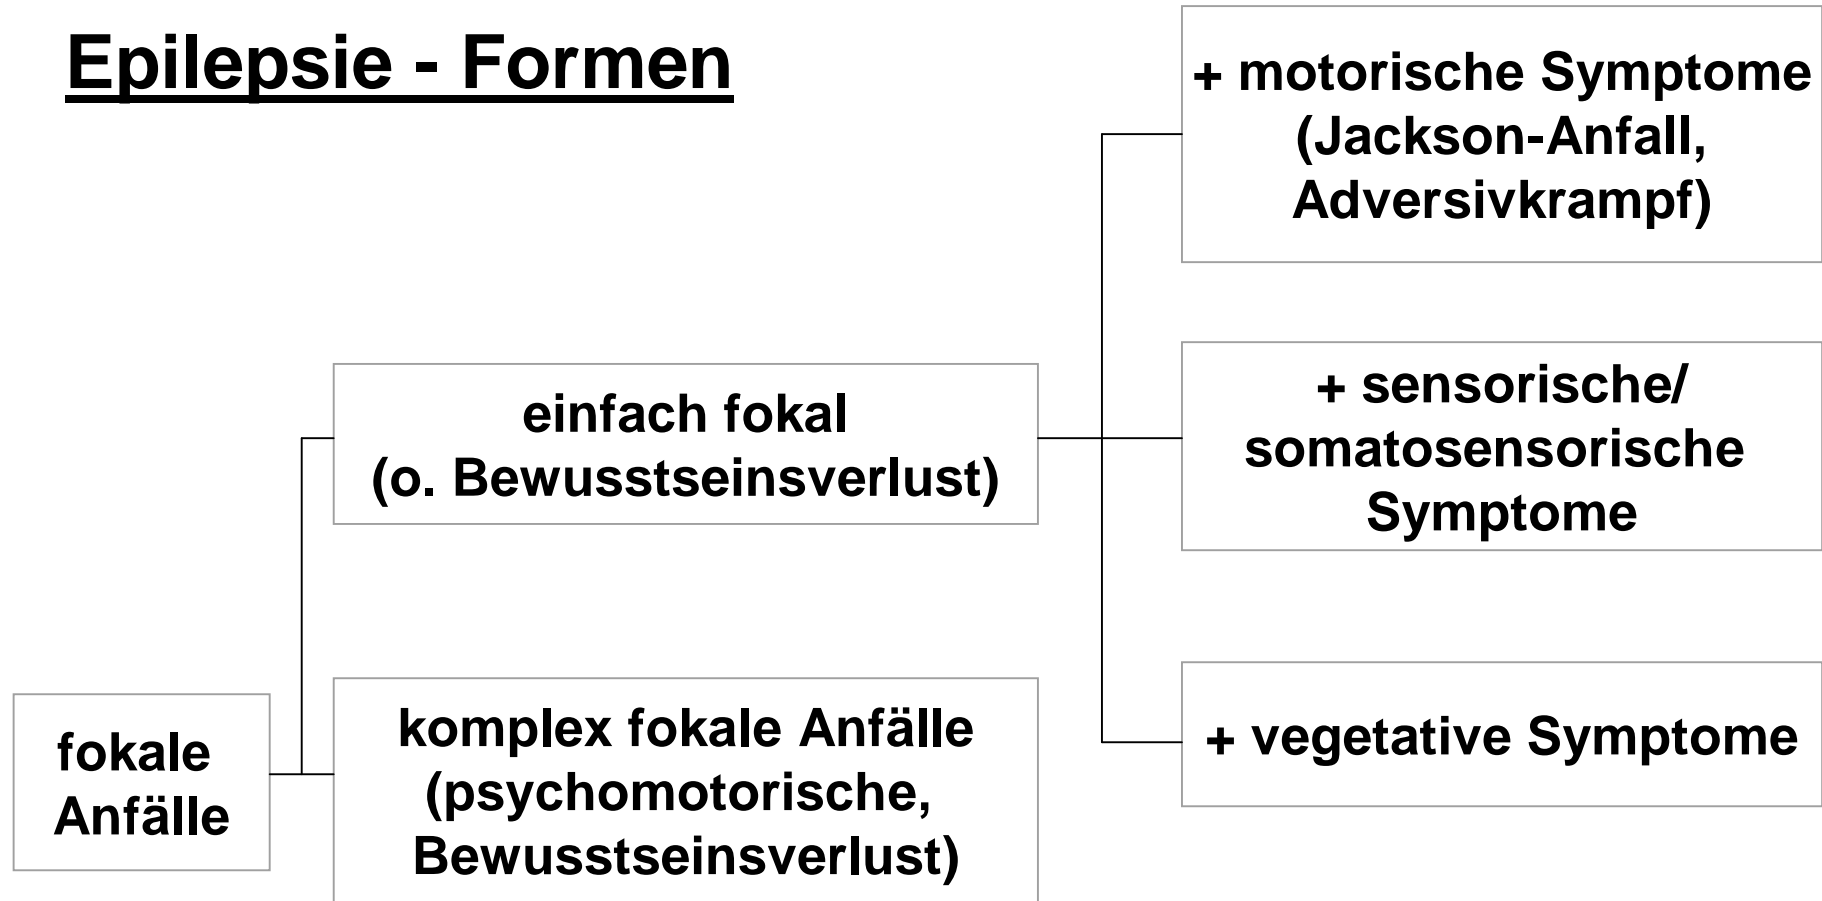 Epilepsie - Formen
+ motorische Symptome
(Jackson-Anfall,
Adversivkrampf)
einfach fokal
(o. Bewusstseinsverlust)
+ sensorische/
somatosensorische
Symptome
fokale
Anfälle
komplex fokale Anfälle
(psychomotorische,
Bewusstseinsverlust)
+ vegetative Symptome